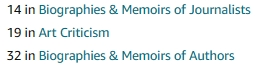 14 in Biographies & Memoirs of Journalists
19 in Art Criticism
32 in Biographies & Memoirs of Authors